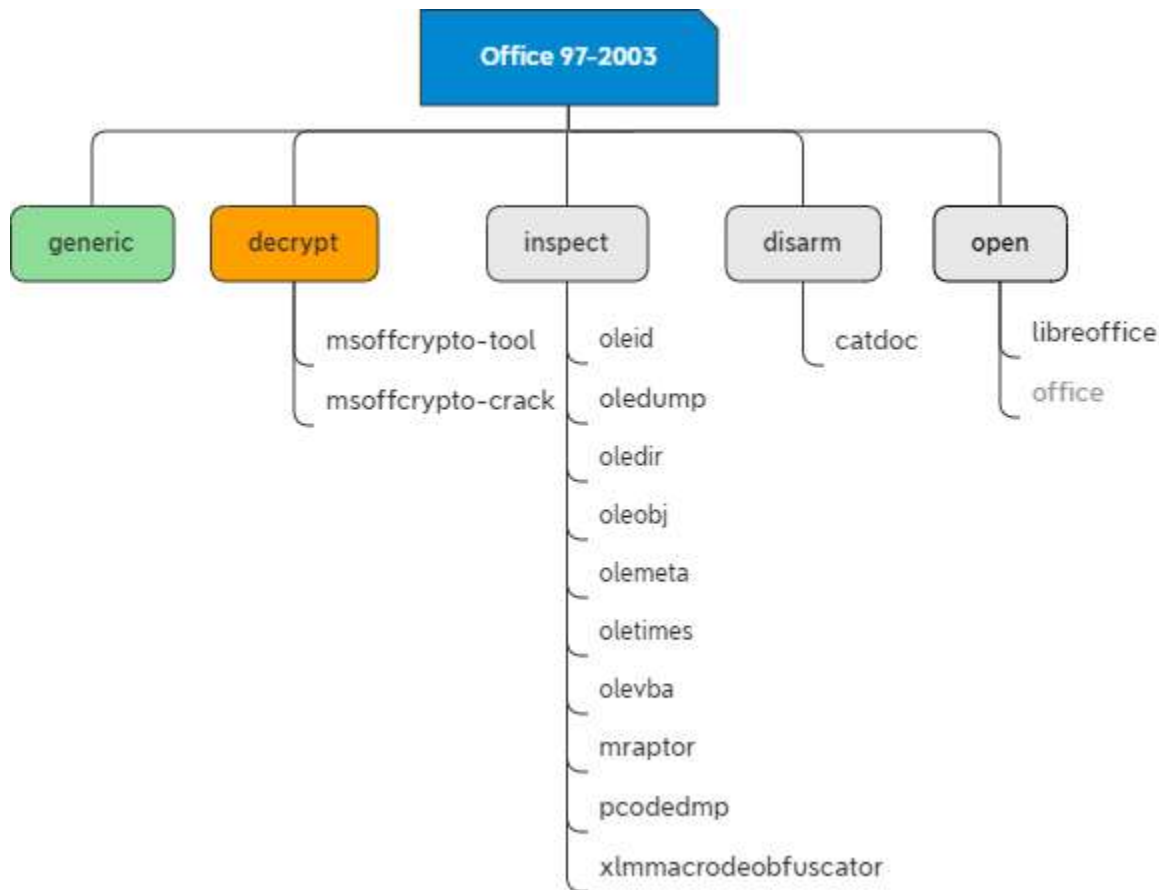 Office 97-2003
generic
decrypt
inspect
disarm
open
msoffcrypto-tool
msoffcrypto-crack
oleid
oledump
oledir
oleobj
olemeta
oletimes
olevba
mraptor
pcodedmp
xlmmacrodeobfuscator
catdoc
libreoffice
office